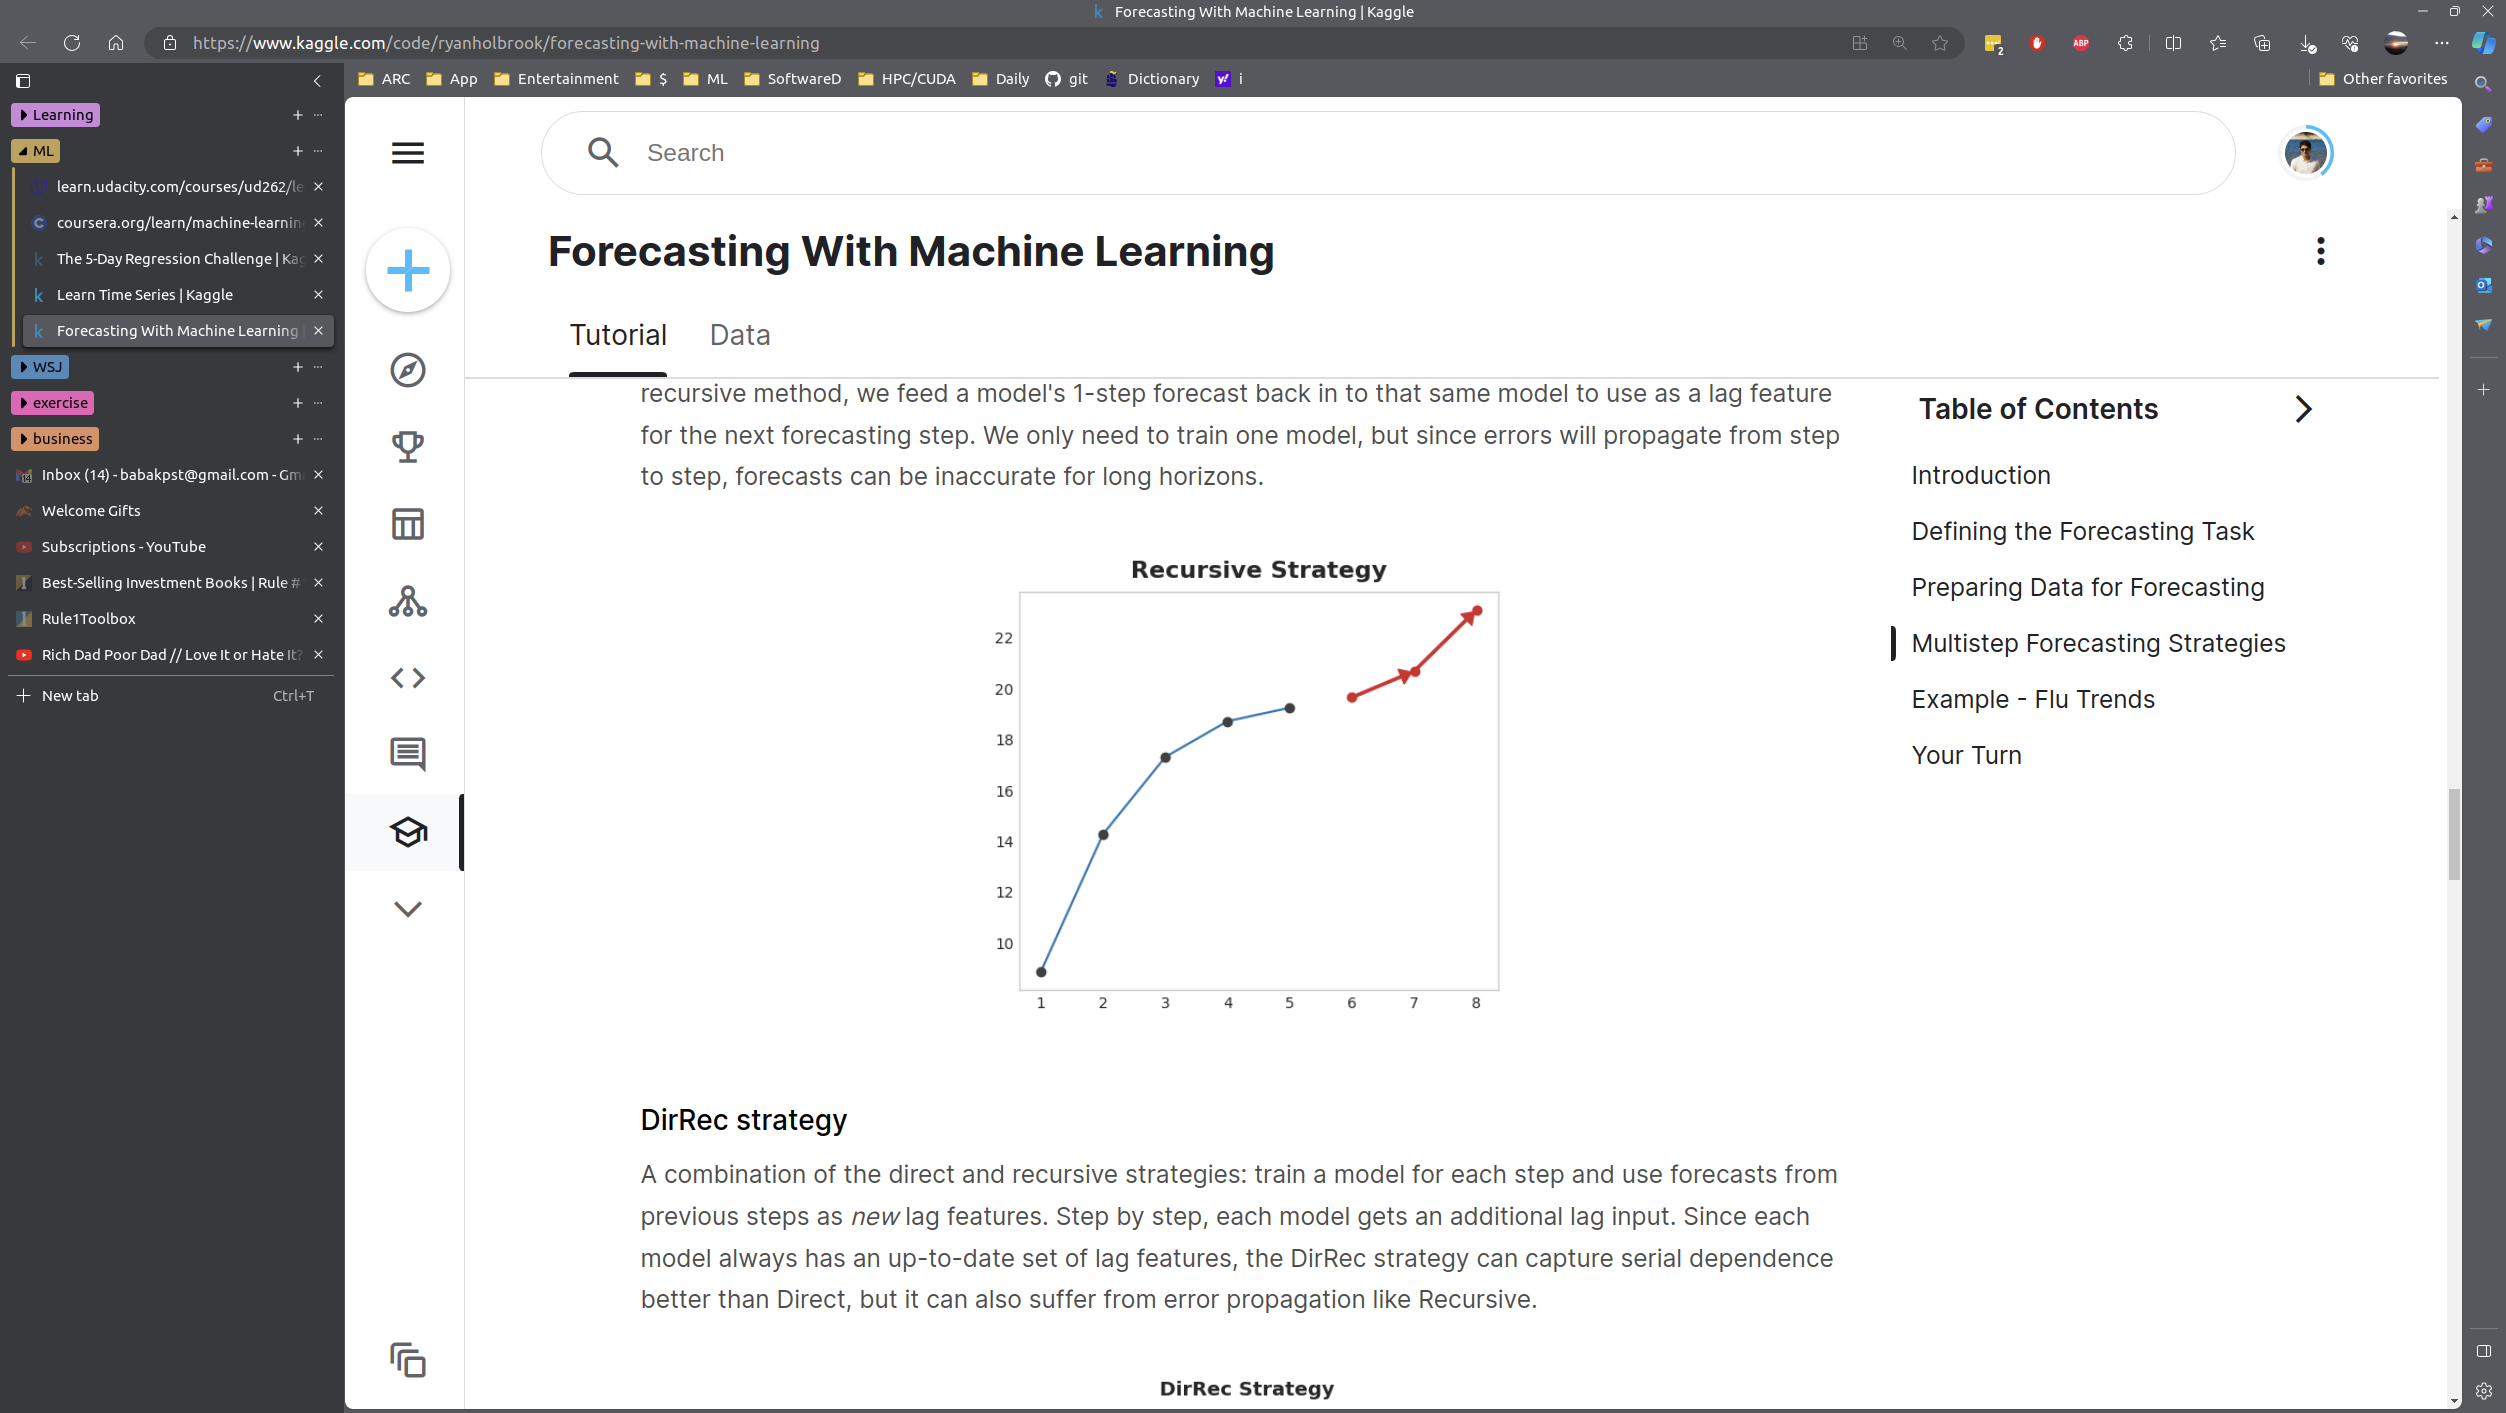 Forecasting With Machine Learning | Kaggle
https://www.kaggle.com/code/ryanholbrook/forecasting-with-machine-learning
2
ABP
ARC
App
Entertainment
$
ML
SoftwareD
HPC/CUDA
Daily
git
Dictionary
i
Other favorites
Learning
ML
learn.udacity.com/courses/ud262/le
coursera.org/learn/machine-learnin
The 5-Day Regression Challenge | Kag
Learn Time Series | Kaggle
Forecasting With Machine Learning
WSJ
exercise
business
Inbox (14) - babakpst@gmail.com - Gm
Welcome Gifts
Subscriptions - YouTube
Best-Selling Investment Books | Rule #
Rule1Toolbox
Rich Dad Poor Dad // Love It or Hate It?
New tab
Ctrl+T
Search
Forecasting With Machine Learning
Tutorial
Data
recursive method, we feed a model's 1-step forecast back in to that same model to use as a lag feature
for the next forecasting step. We only need to train one model, but since errors will propagate from step
to step, forecasts can be inaccurate for long horizons.
Recursive Strategy
22
20
18
16
14
12
10
1 2 3 4 5 6 7 8
DirRec strategy
A combination of the direct and recursive strategies: train a model for each step and use forecasts from
previous steps as new lag features. Step by step, each model gets an additional lag input. Since each
model always has an up-to-date set of lag features, the DirRec strategy can capture serial dependence
better than Direct, but it can also suffer from error propagation like Recursive.
DirRec Strategy
Table of Contents
Introduction
Defining the Forecasting Task
Preparing Data for Forecasting
Multistep Forecasting Strategies
Example - Flu Trends
Your Turn